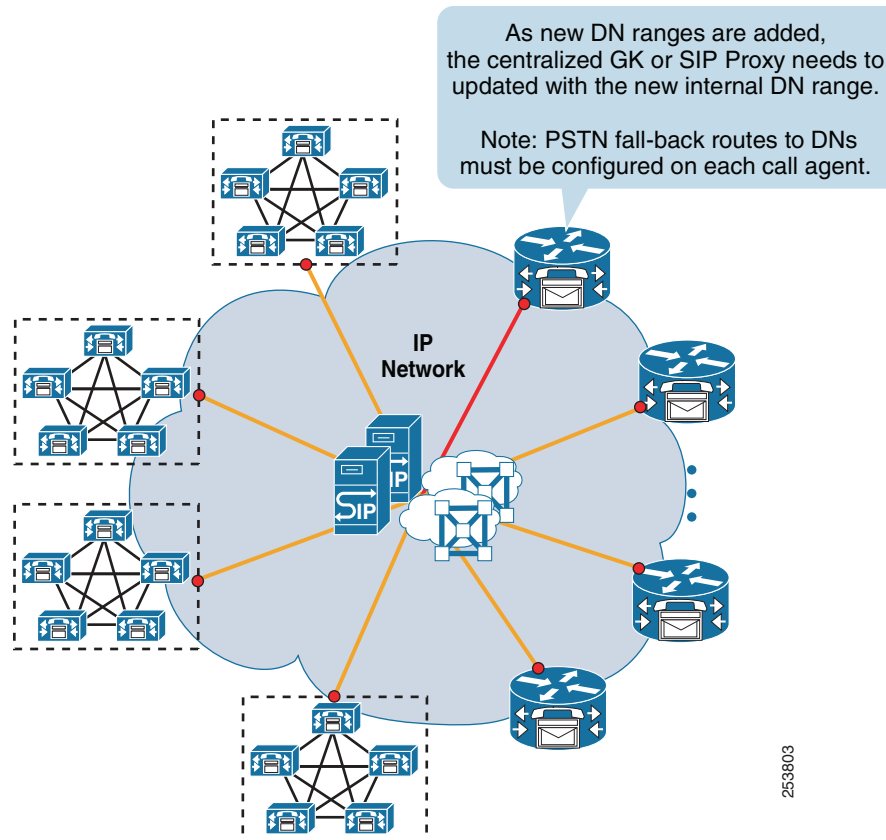 As new DN ranges are added,
the centralized GK or SIP Proxy needs to
updated with the new internal DN range.
Note: PSTN fall-back routes to DNs
must be configured on each call agent.
IP
Network
IP
SIP
253803